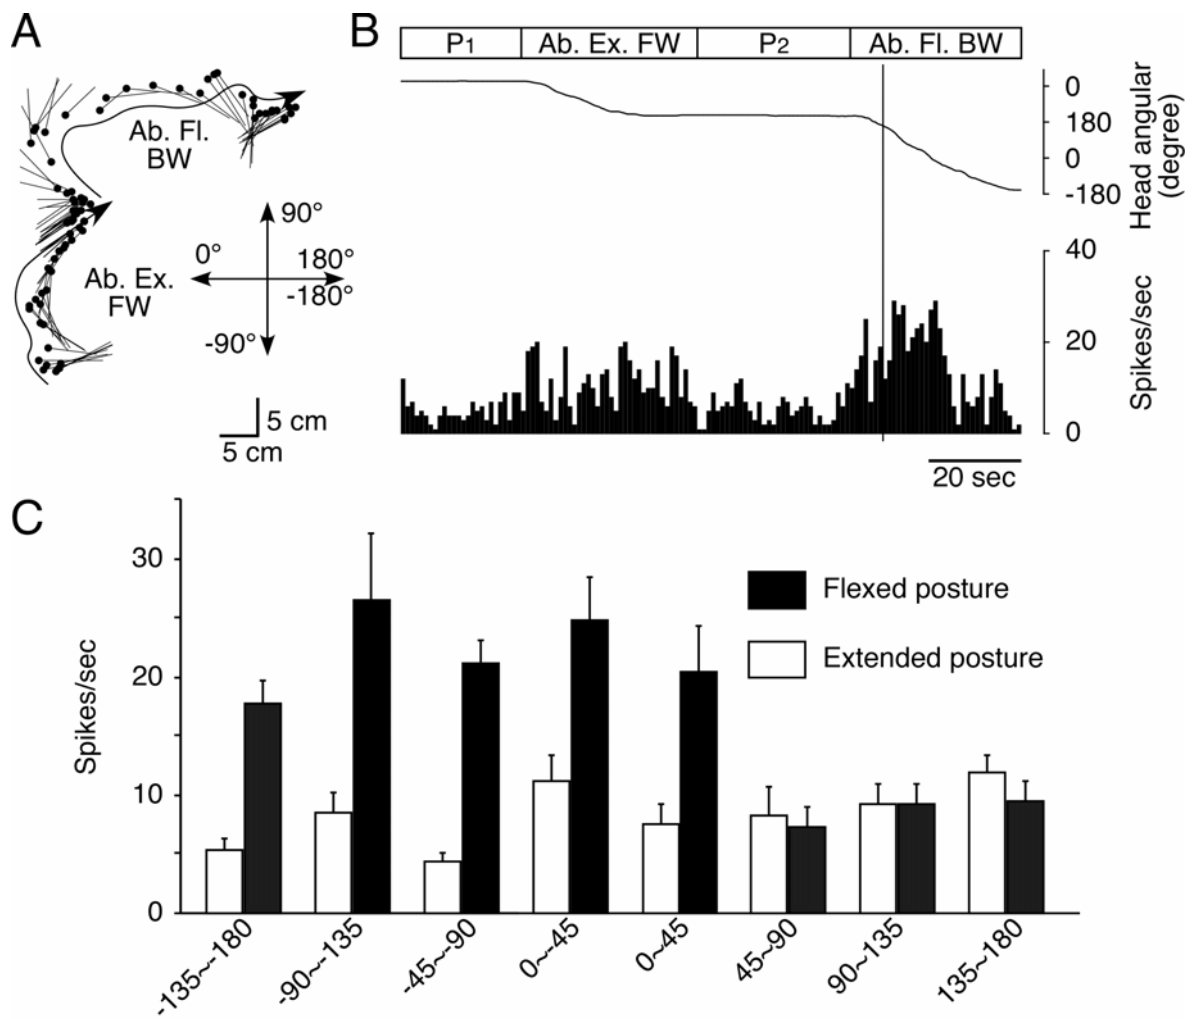 A
B
P1
Ab. Ex. FW
P2
Ab. Fl. BW
Ab. Fl.
BW
Ab. Ex.
FW
90°
0°
180°
-180°
-90°
5 cm
5 cm
0
180
0
-180
Head angular
(degree)
40
20
0
Spikes/sec
20 sec
C
30
20
10
0
Spikes/sec
Flexed posture
Extended posture
-135~-180
-90~-135
-45~-90
0~-45
0~45
45~90
90~135
135~180